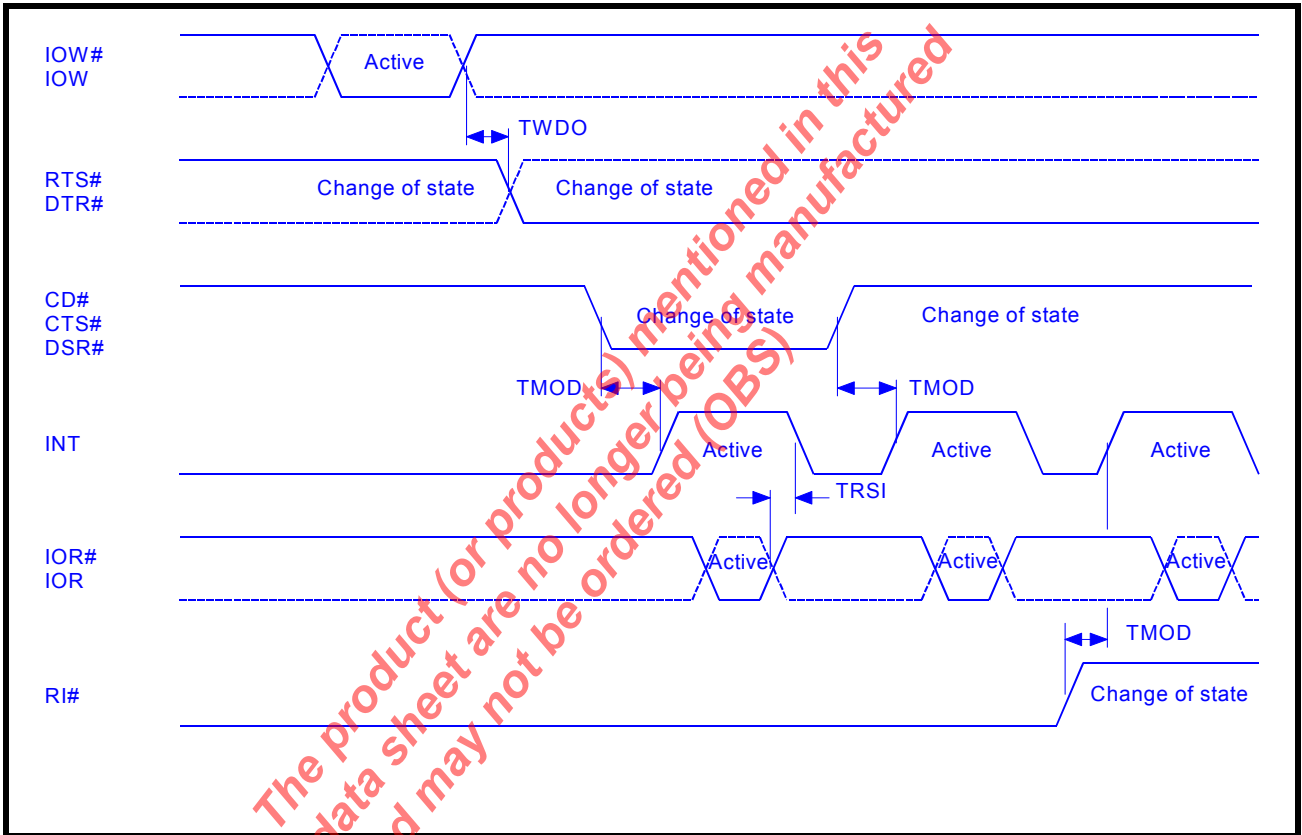 IOW#
IOW
Active
TWDO
RTS#
DTR#
Change of state
Change of state
CD#
CTS#
DSR#
Change of state
Change of state
TMOD
TMOD
INT
Active
Active
Active
TRSI
IOR#
IOR
Active
Active
Active
TMOD
RI#
Change of state
The product (or products) mentioned in this
data sheet are no longer being manufactured
d may not be ordered (OBS)